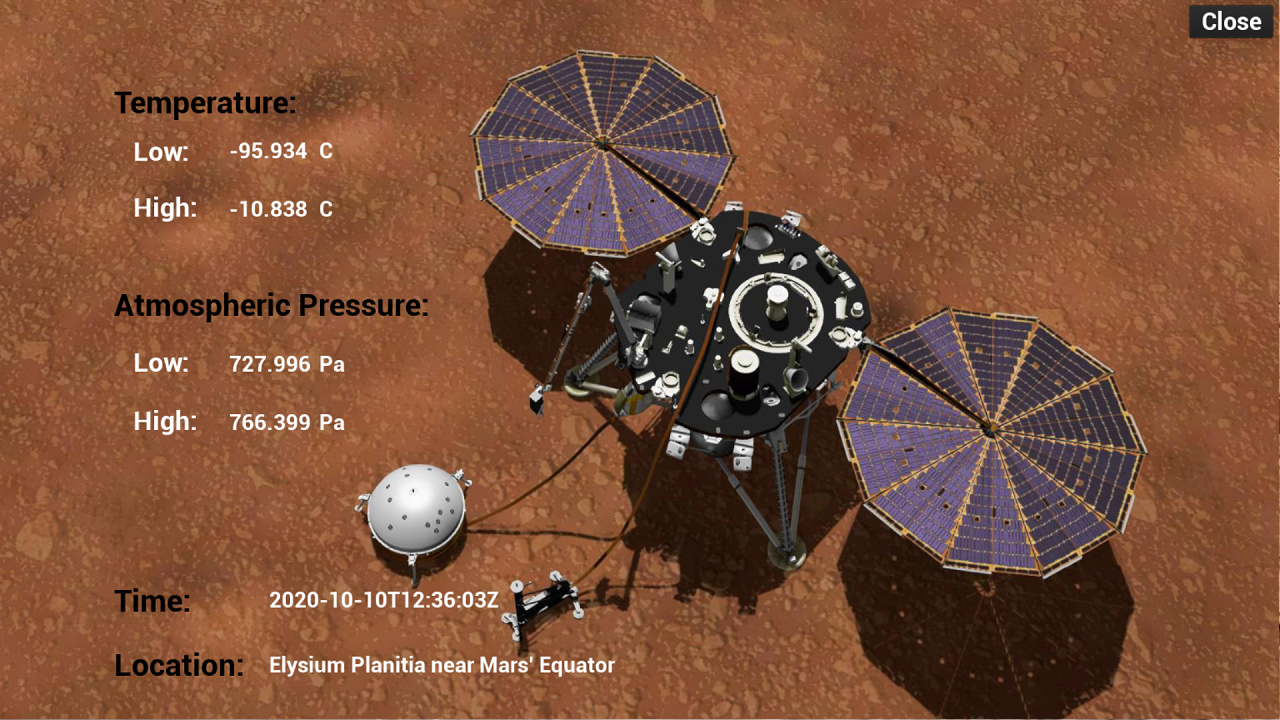 Close
Temperature:
Low: -95.934 C
High: -10.838 C
Atmospheric Pressure:
Low: 727.996 Pa
High: 766.399 Pa
Time: 2020-10-10T12:36:03Z
Location: Elysium Planitia near Mars' Equator